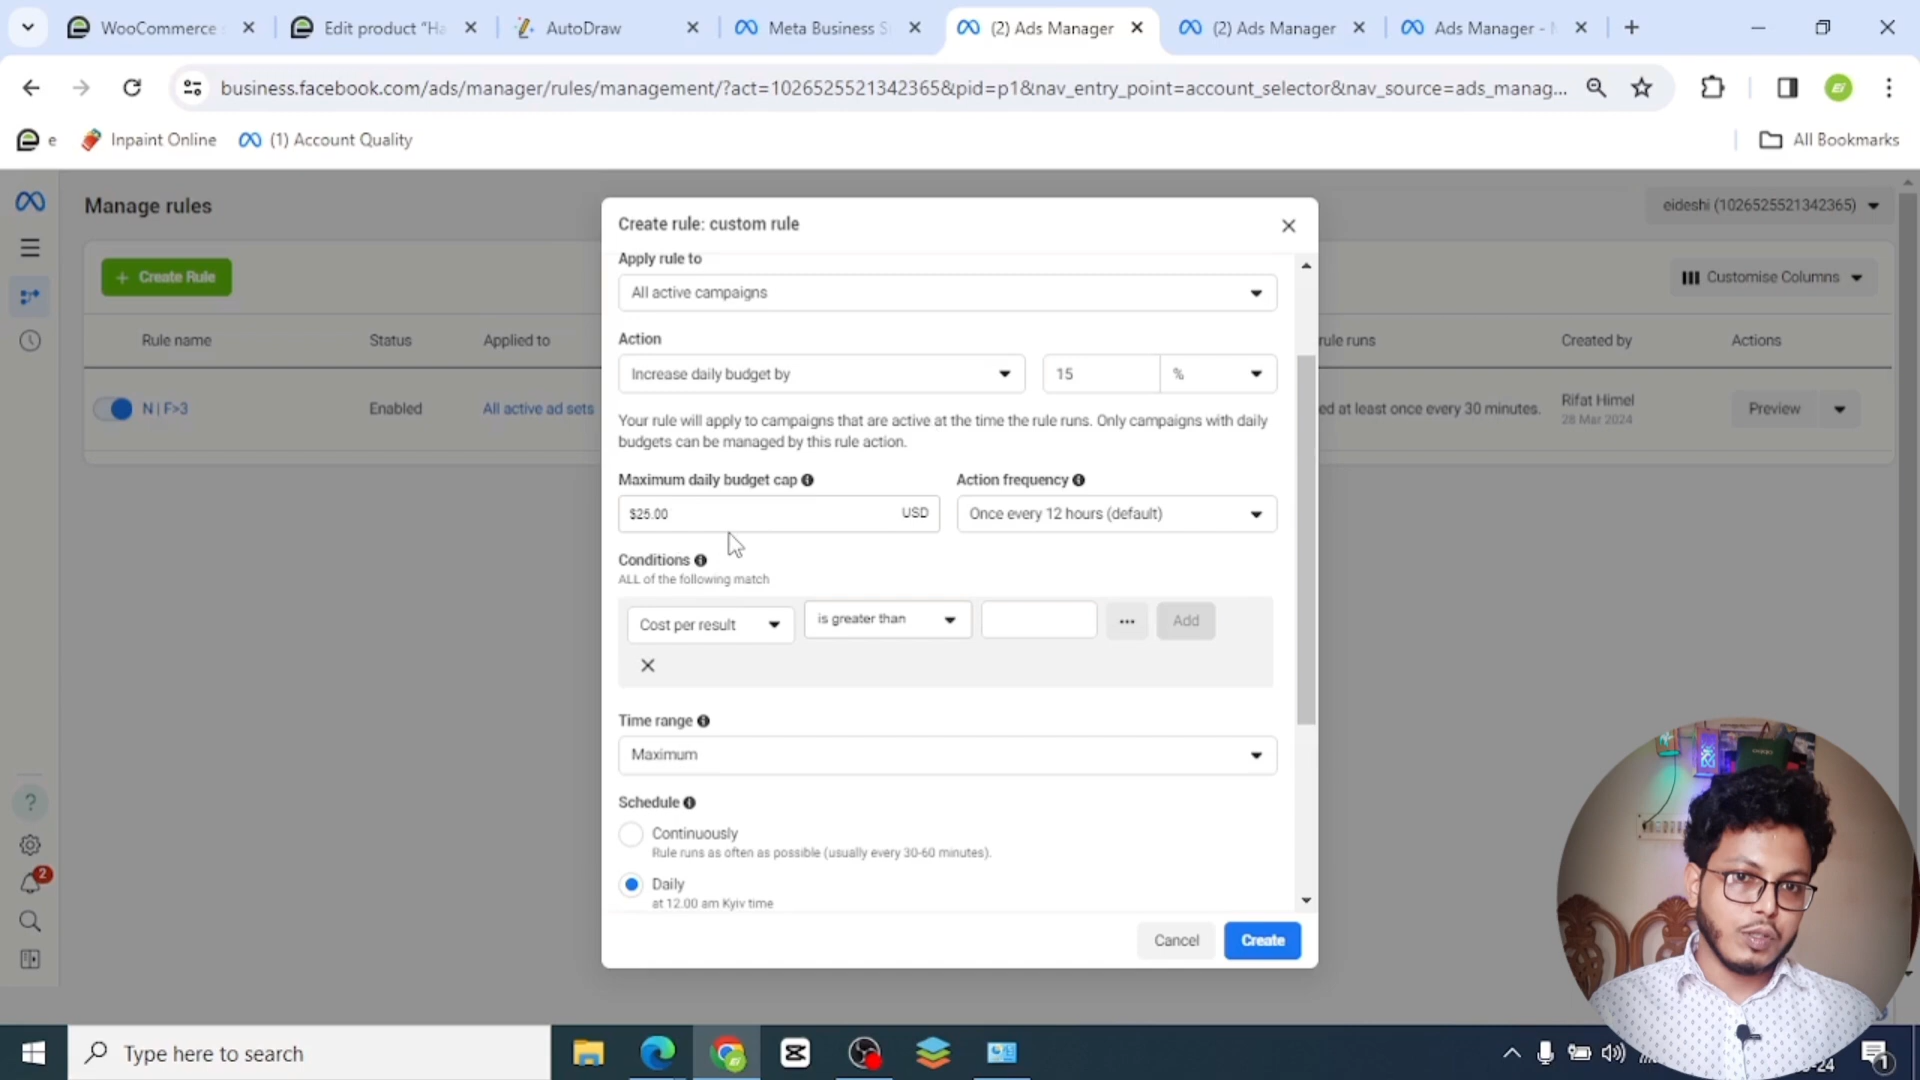 WooCommerce
Edit product "Ha
AutoDraw
Meta Business S
(2) Ads Manager
(2) Ads Manager
Ads Manager -
business.facebook.com/ads/manager/rules/management/?act=1026525521342365&pid=p1&nav_entry_point=account_selector&nav_source=ads_manag...
Ei
e
Inpaint Online
(1) Account Quality
All Bookmarks
Manage rules
eideshi (1026525521342365)
+ Create Rule
Customise Columns
Rule name
Status
Applied to
rule runs
Created by
Actions
N | F>3
Enabled
All active ad sets
ed at least once every 30 minutes.
Rifat Himel
28 Mar 2024
Preview
Create rule: custom rule
Apply rule to
All active campaigns
Action
Increase daily budget by
15
%
Your rule will apply to campaigns that are active at the time the rule runs. Only campaigns with daily
budgets can be managed by this rule action.
Maximum daily budget cap
Action frequency
$25.00
USD
Once every 12 hours (default)
Conditions
ALL of the following match
Cost per result
is greater than
Add
Time range
Maximum
Schedule
Continuously
Rule runs as often as possible (usually every 30-60 minutes).
Daily
at 12.00 am Kyiv time
Cancel
Create
2
Type here to search
1